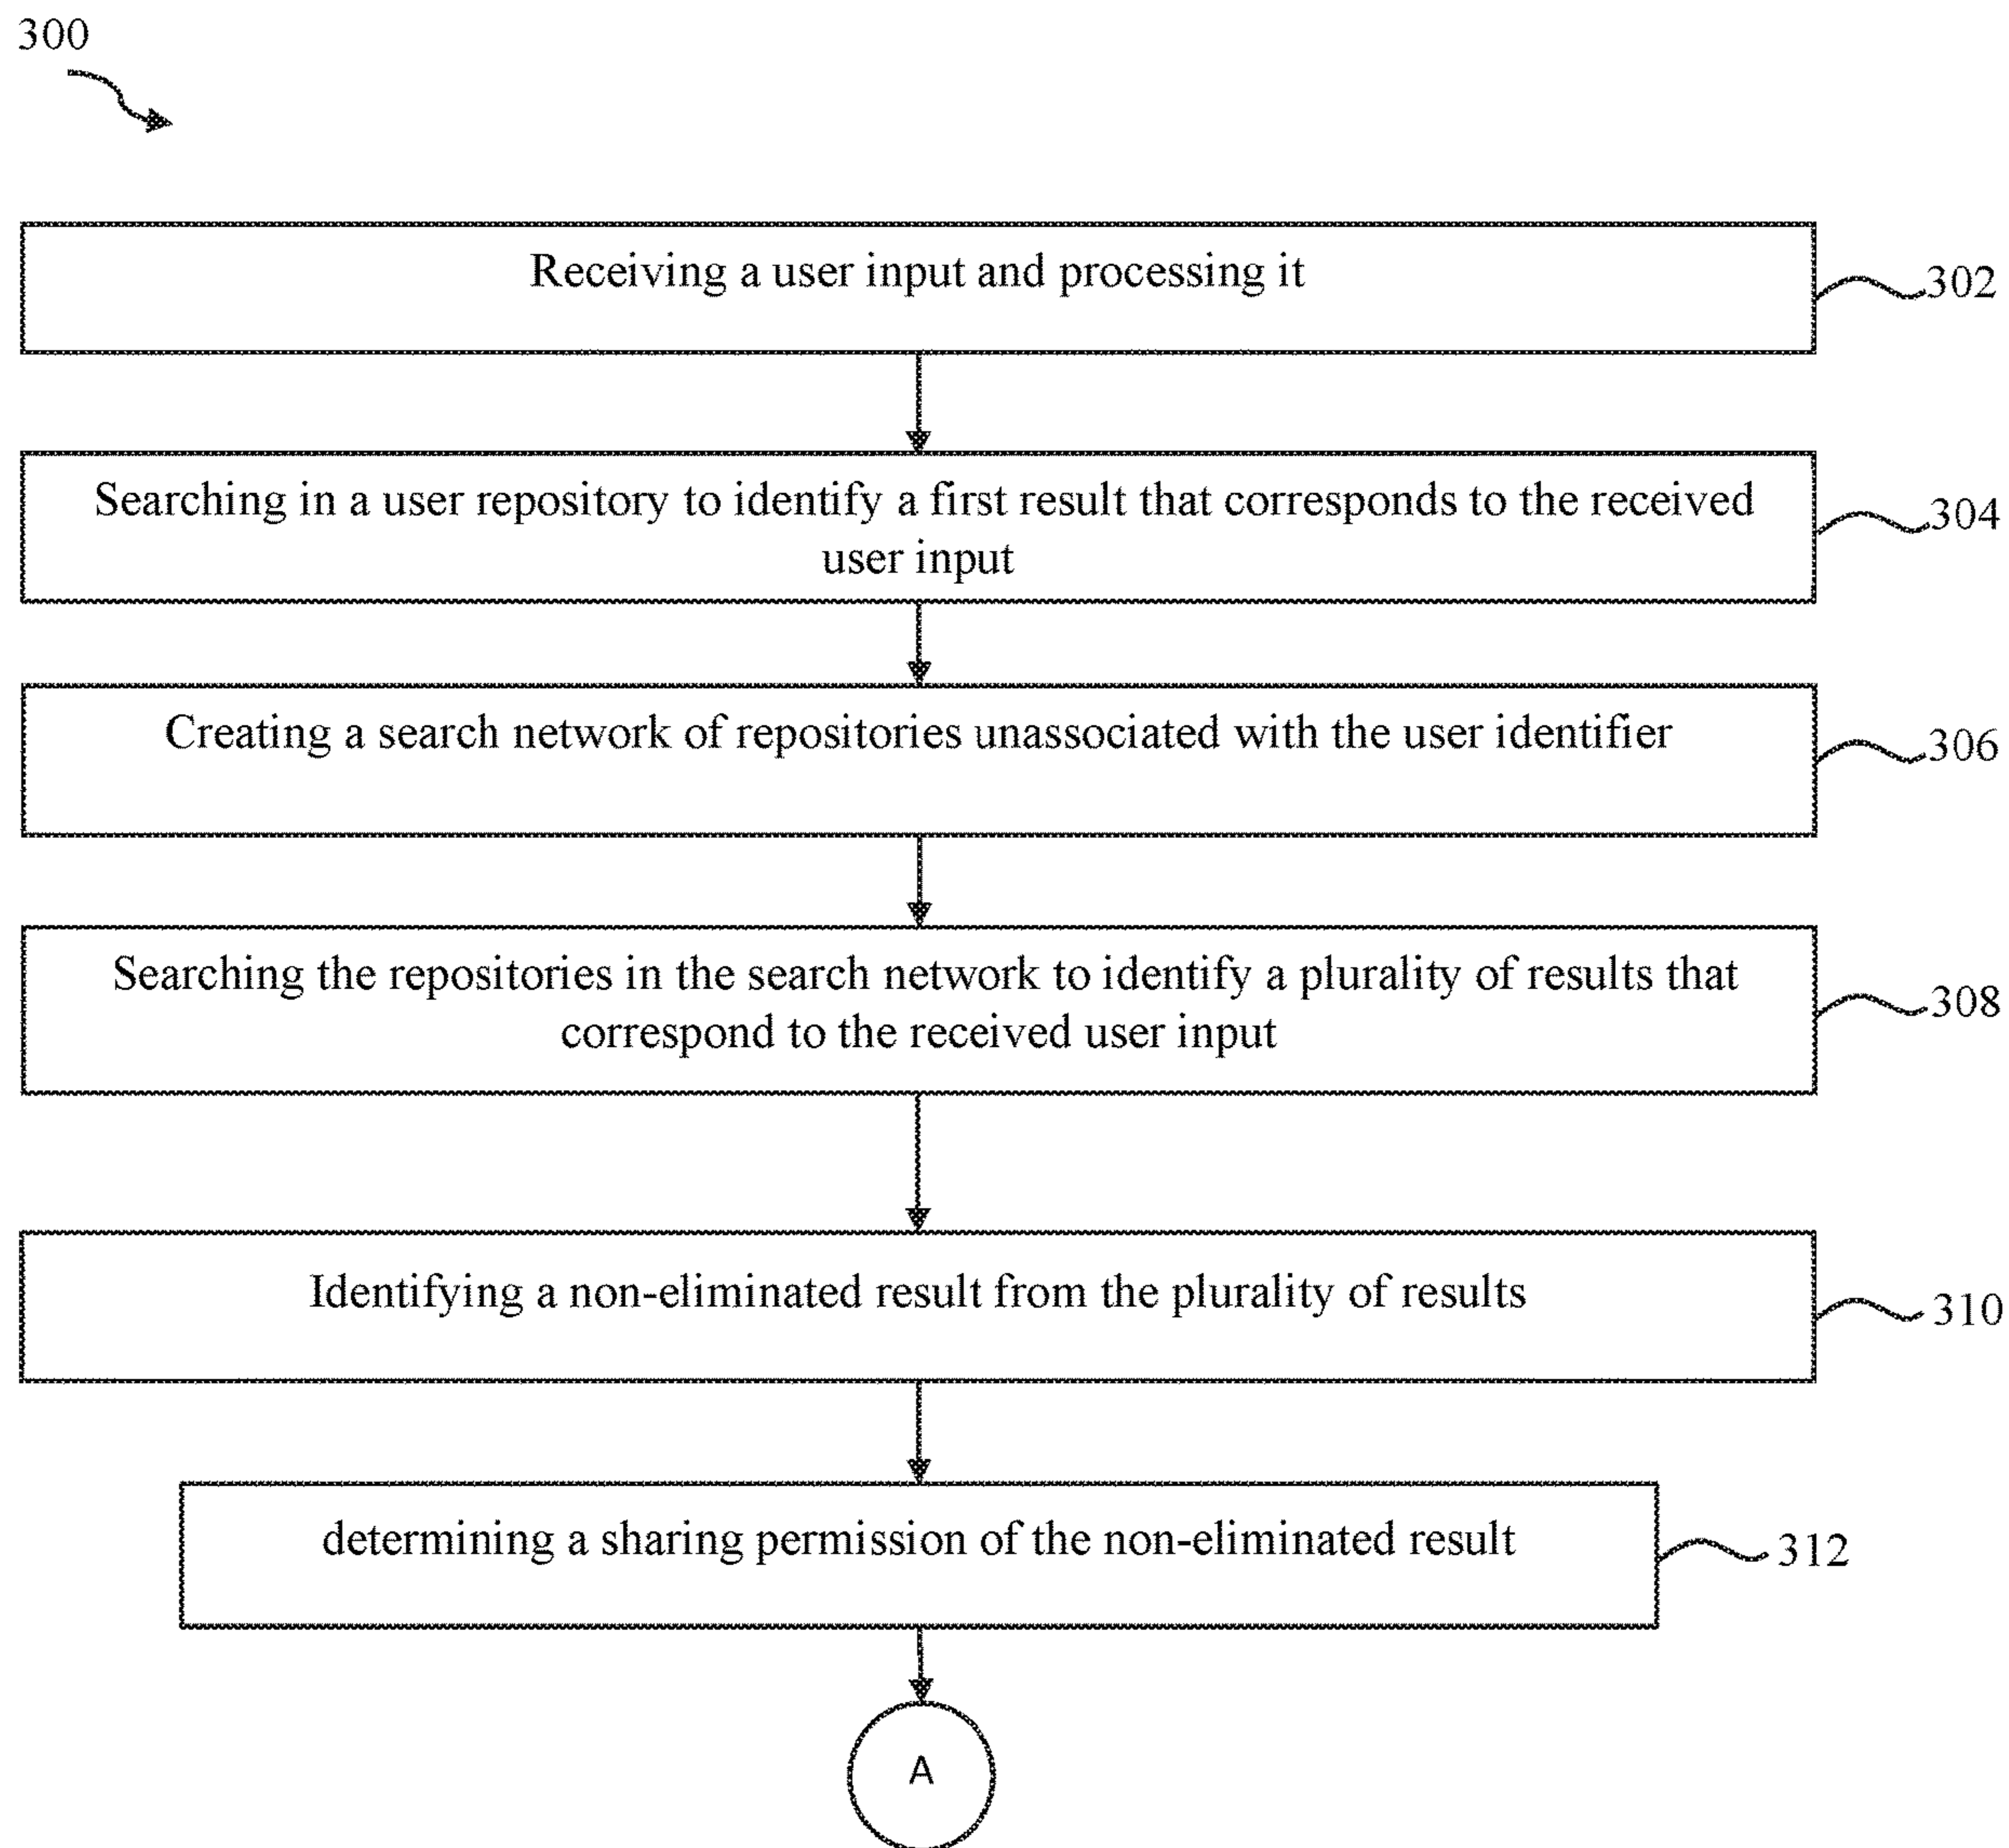 300
Receiving a user input and processing it
302
Searching in a user repository to identify a first result that corresponds to the received
user input
304
Creating a search network of repositories unassociated with the user identifier
306
Searching the repositories in the search network to identify a plurality of results that
correspond to the received user input
308
Identifying a non-eliminated result from the plurality of results
310
determining a sharing permission of the non-eliminated result
312
A